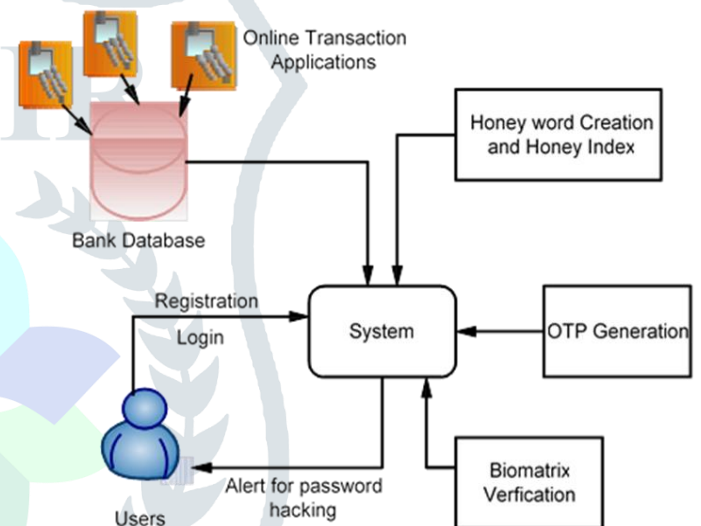 Online Transaction
Applications
Honey word Creation
and Honey Index
Bank Database
Registration
Login
System
OTP Generation
Alert for password
hacking
Biomatrix
Verfication
Users